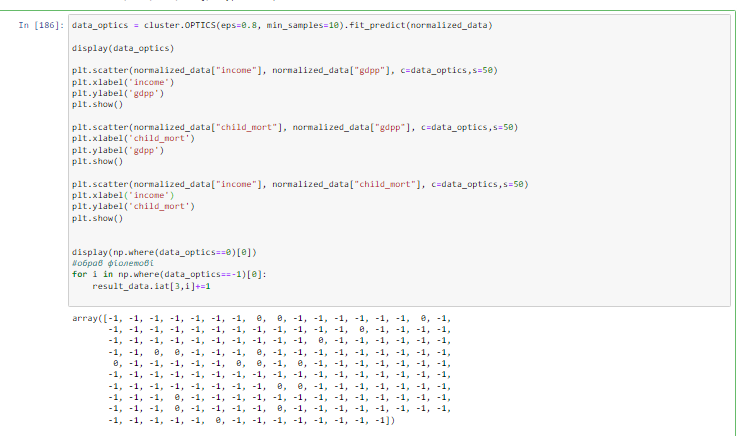 In [186]: data_optics = cluster.OPTICS(eps=0.8, min_samples=10).fit_predict(normalized_data)
display(data_optics)
plt.scatter(normalized_data["income"], normalized_data["gdpp"], c=data_optics,s=50)
plt.xlabel('income')
plt.ylabel('gdpp')
plt.show()
plt.scatter(normalized_data["child_mort"], normalized_data["gdpp"], c=data_optics,s=50)
plt.xlabel('child_mort')
plt.ylabel('gdpp')
plt.show()
plt.scatter(normalized_data["income"], normalized_data["child_mort"], c=data_optics,s=50)
plt.xlabel('income')
plt.ylabel('child_mort')
plt.show()
display(np.where(data_optics==0)[0])
#обрав фіолетові
for i in np.where(data_optics==-1)[0]:
result_data.iat[3,i]+=1
array([-1, -1, -1, -1, -1, -1, -1, 0, 0, -1, -1, -1, -1, -1, -1, 0, -1,
-1, -1, -1, -1, -1, -1, -1, -1, -1, -1, -1, -1, 0, -1, -1, -1, -1,
-1, -1, -1, -1, -1, -1, -1, -1, -1, -1, 0, -1, -1, -1, -1, -1, -1,
-1, -1, 0, 0, -1, -1, -1, 0, -1, -1, -1, -1, -1, -1, -1, -1, -1,
0, -1, -1, -1, -1, -1, 0, 0, -1, 0, -1, -1, -1, -1, -1, -1, -1,
-1, -1, -1, -1, -1, -1, -1, -1, -1, -1, -1, -1, -1, -1, -1, -1, -1,
-1, -1, -1, -1, -1, -1, -1, -1, 0, 0, -1, -1, -1, -1, -1, -1, -1,
-1, -1, -1, 0, -1, -1, -1, -1, -1, -1, -1, -1, -1, -1, -1, -1, -1,
-1, -1, -1, 0, -1, -1, -1, -1, 0, -1, -1, -1, -1, -1, -1, -1, -1,
-1, -1, -1, -1, -1, 0, -1, -1, -1, -1, -1, -1, -1, -1])